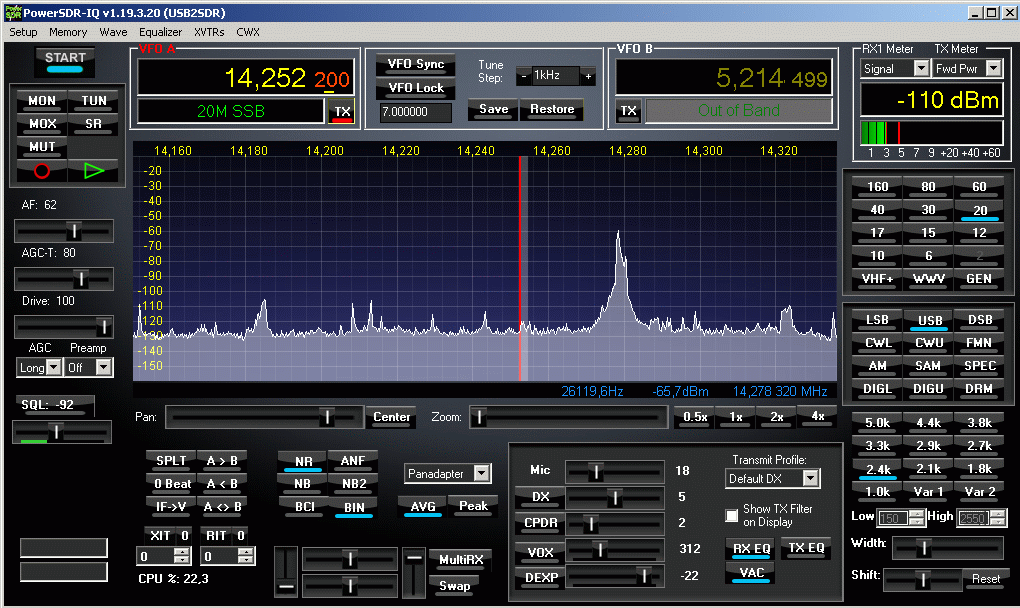 PowerSDR-IQ v1.19.3.20 (USB2SDR)
Setup Memory Wave Equalizer XVTRs CWX
START
MON TUN
MOX SR
MUT
AF: 62
AGC-T: 80
Drive: 100
AGC Preamp
Long Off
SQL: -92
VFO A
14,252 200
20M SSB TX
VFO Sync
VFO Lock
7.000000
Tune
Step: - 1kHz +
Save Restore
VFO B
5,214 499
TX Out of Band
RX1 Meter TX Meter
Signal Fwd Pwr
-110 dBm
1 3 5 7 9 +20 +40 +60
14,160 14,180 14,200 14,220 14,240 14,260 14,280 14,300 14,320
-20
-30
-40
-50
-60
-70
-80
-90
-100
-110
-120
-130
-140
-150
26119,6Hz -65,7dBm 14,278 320 MHz
Pan: Center Zoom: 0.5x 1x 2x 4x
160 80 60
40 30 20
17 15 12
10 6 2
VHF+ WWV GEN
LSB USB DSB
CWL CWU FMN
AM SAM SPEC
DIGL DIGU DRM
5.0k 4.4k 3.8k
3.3k 2.9k 2.7k
2.4k 2.1k 1.8k
1.0k Var 1 Var 2
Low 150 High 2550
Width:
Shift: Reset
SPLT A > B
0 Beat A < B
IF->V A <> B
XIT 0 RIT 0
0 0
CPU %: 22,3
NR ANF
NB NB2
BCI BIN
Panadapter
AVG Peak
MultiRX
Swap
Mic 18
DX 5
CPDR 2
VOX 312
DEXP -22
Transmit Profile:
Default DX
Show TX Filter
on Display
RX EQ TX EQ
VAC